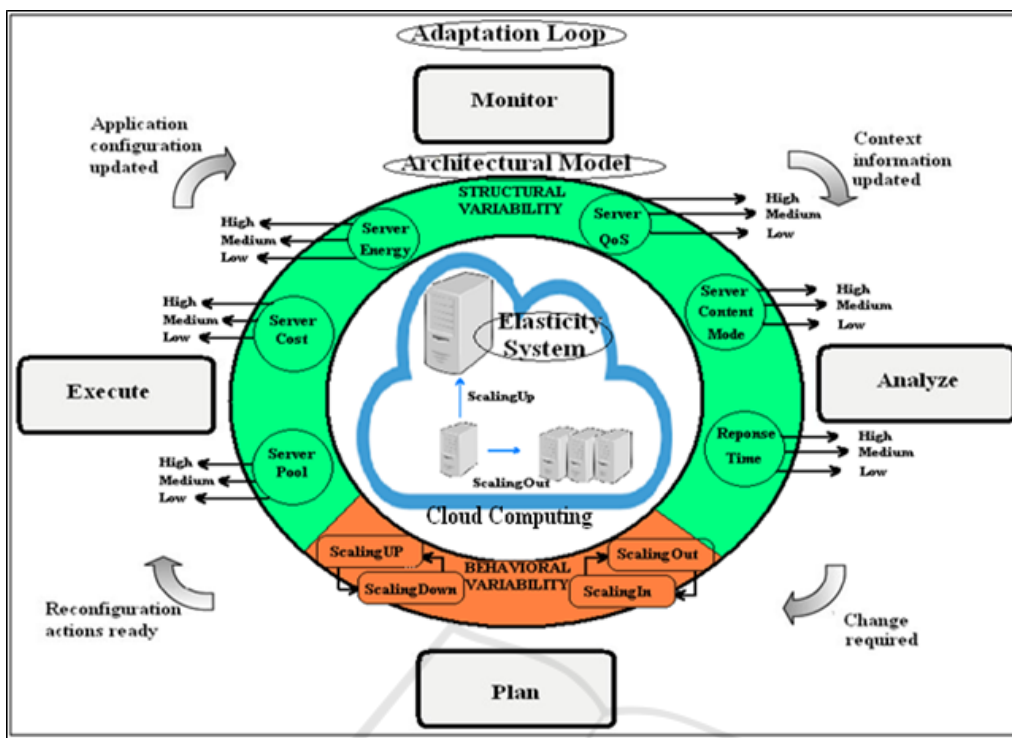 Adaptation Loop
Monitor
Application
configuration
updated
Context
information
updated
Architectural Model
STRUCTURAL
VARIABILITY
High
Medium
Low
Server
Energy
Server
QoS
High
Medium
Low
High
Medium
Low
Server
Cost
Server
Content
Mode
High
Medium
Low
Elasticity
System
ScalingUp
ScalingOut
Cloud Computing
Execute
Analyze
High
Medium
Low
Server
Pool
Reponse
Time
High
Medium
Low
ScalingUP
ScalingDown
BEHAVIORAL
VARIABILITY
ScalingOut
ScalingIn
Reconfiguration
actions ready
Change
required
Plan